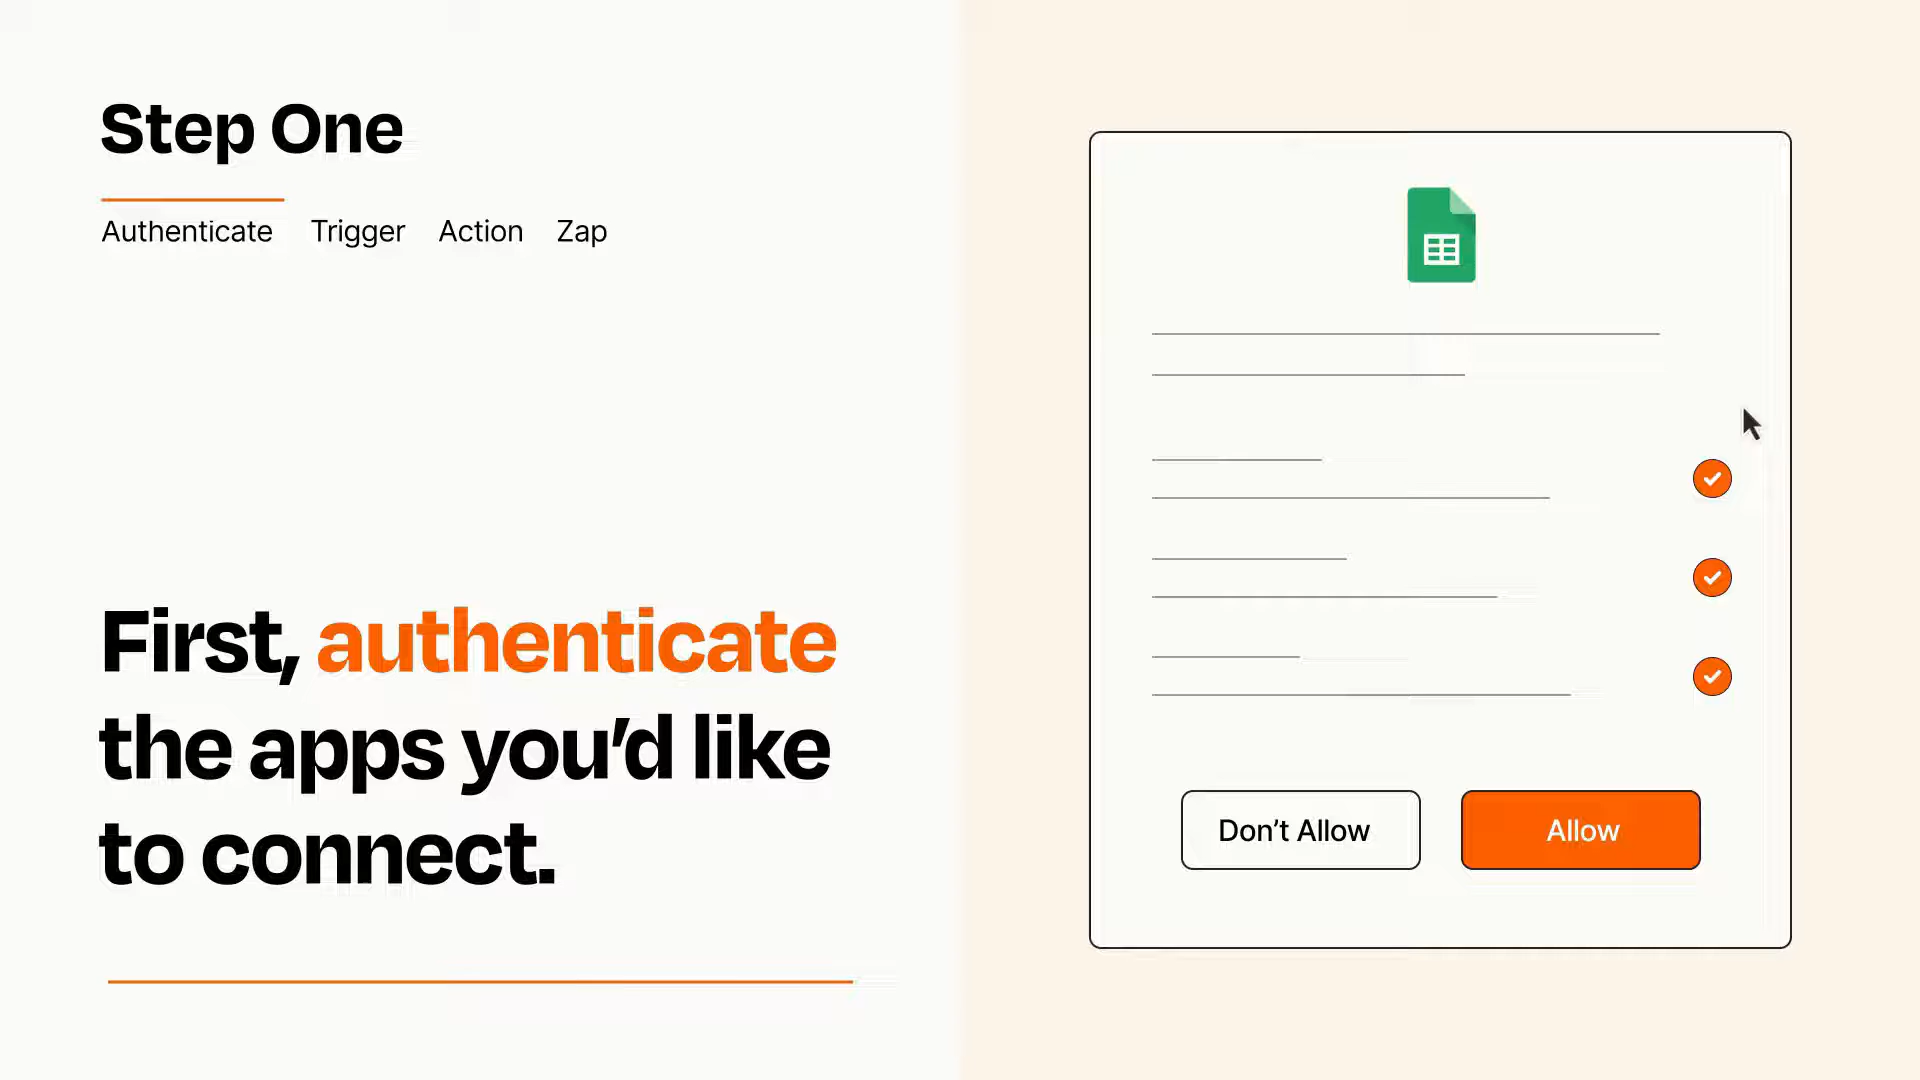 Step One
Authenticate Trigger Action Zap
First, authenticate
the apps you’d like
to connect.
Don’t Allow
Allow